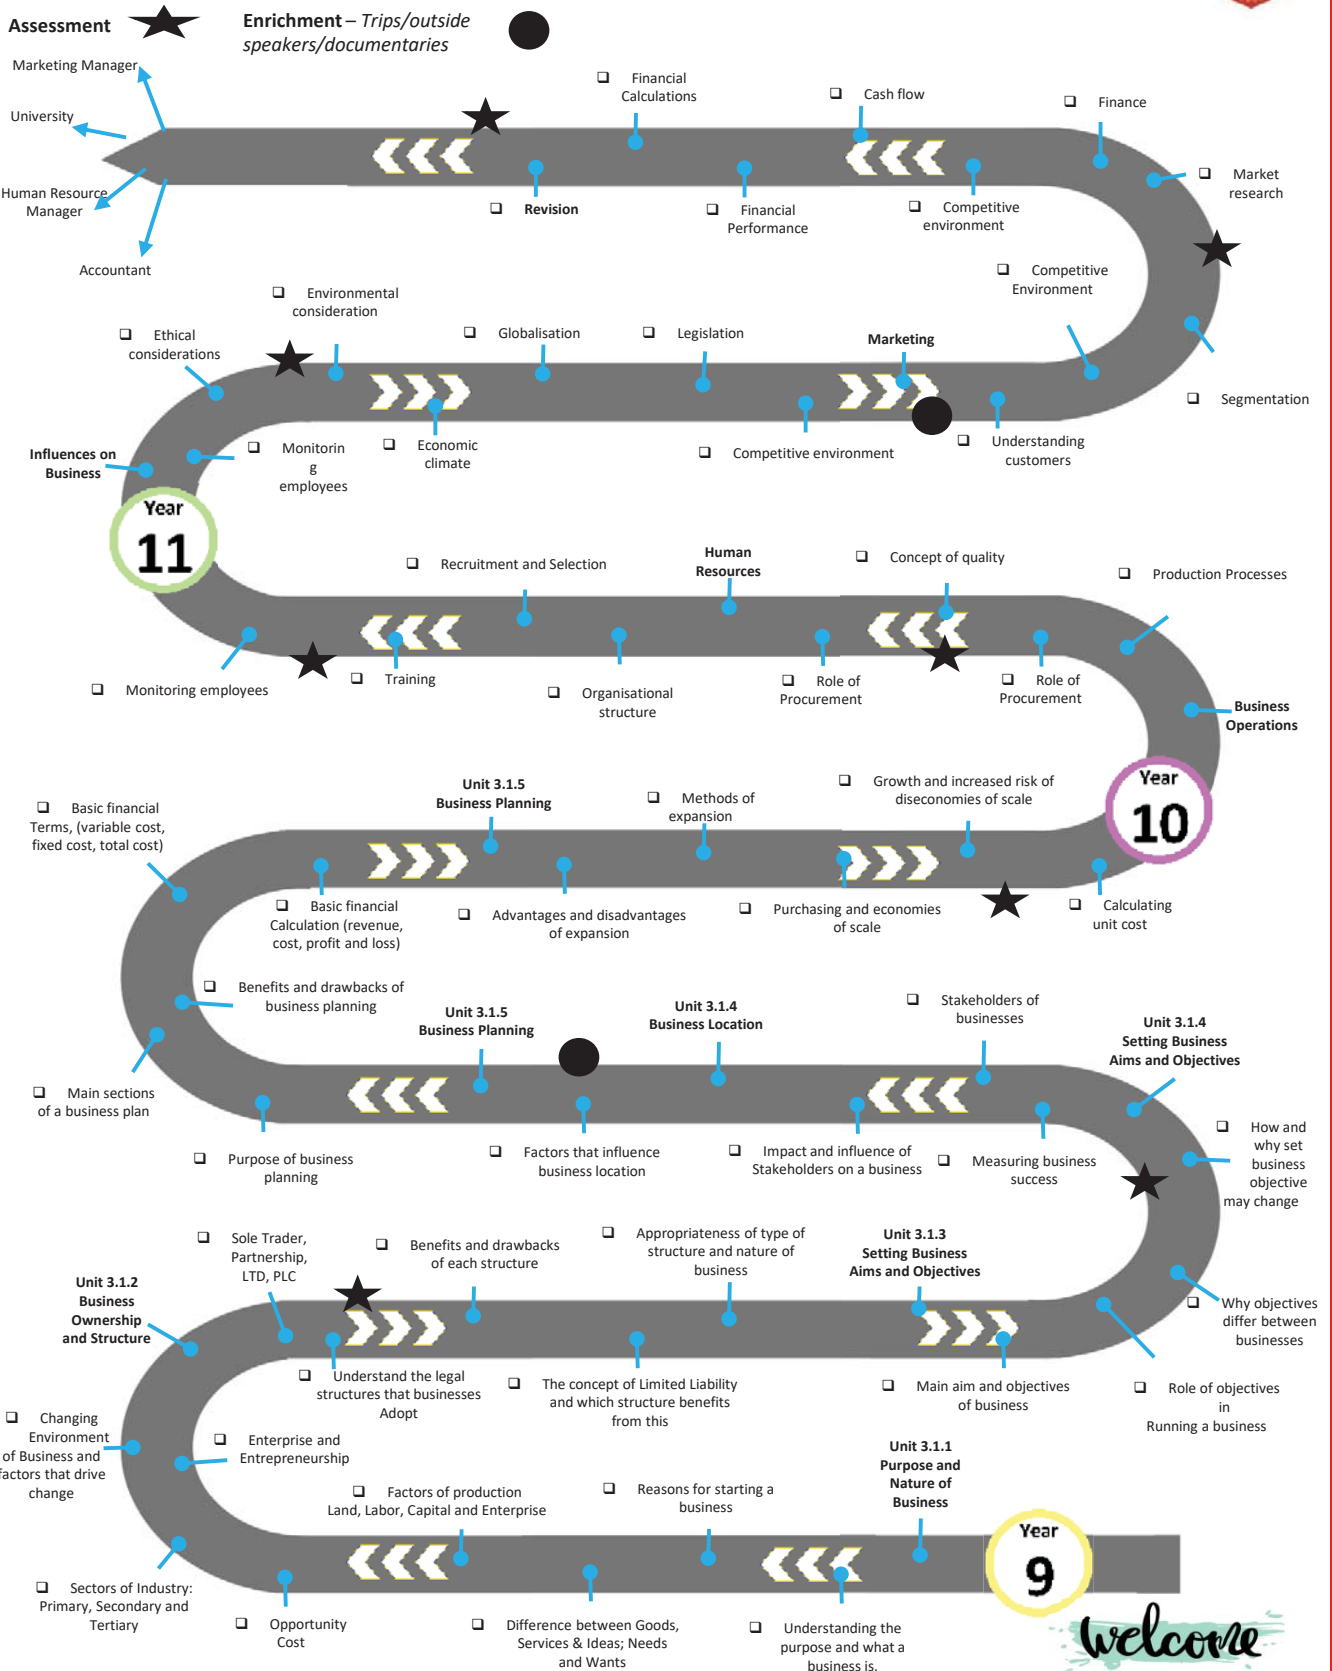 Assessment
Enrichment – Trips/outside
speakers/documentaries
Marketing Manager
University
Human Resource
Manager
Accountant
❑ Financial
Calculations
❑ Cash flow
❑ Finance
❑ Market
research
❑ Revision
❑ Financial
Performance
❑ Competitive
environment
❑ Competitive
Environment
❑ Environmental
consideration
❑ Ethical
considerations
❑ Globalisation
❑ Legislation
Marketing
❑ Segmentation
Influences on
Business
❑ Monitorin
g
employees
❑ Economic
climate
❑ Competitive environment
❑ Understanding
customers
Year
11
❑ Recruitment and Selection
Human
Resources
❑ Concept of quality
❑ Production Processes
❑ Monitoring employees
❑ Training
❑ Organisational
structure
❑ Role of
Procurement
❑ Role of
Procurement
Business
Operations
Year
10
❑ Basic financial
Terms, (variable cost,
fixed cost, total cost)
Unit 3.1.5
Business Planning
❑ Methods of
expansion
❑ Growth and increased risk of
diseconomies of scale
❑ Basic financial
Calculation (revenue,
cost, profit and loss)
❑ Advantages and disadvantages
of expansion
❑ Purchasing and economies
of scale
❑ Calculating
unit cost
❑ Benefits and drawbacks of
business planning
Unit 3.1.5
Business Planning
Unit 3.1.4
Business Location
❑ Stakeholders of
businesses
Unit 3.1.4
Setting Business
Aims and Objectives
❑ Main sections
of a business plan
❑ Purpose of business
planning
❑ Factors that influence
business location
❑ Impact and influence of
Stakeholders on a business
❑ Measuring business
success
❑ How and
why set
business
objective
may change
❑ Sole Trader,
Partnership,
LTD, PLC
❑ Benefits and drawbacks
of each structure
❑ Appropriateness of type of
structure and nature of
business
Unit 3.1.3
Setting Business
Aims and Objectives
Unit 3.1.2
Business
Ownership
and Structure
❑ Why objectives
differ between
businesses
❑ Understand the legal
structures that businesses
Adopt
❑ The concept of Limited Liability
and which structure benefits
from this
❑ Main aim and objectives
of business
❑ Role of objectives
in
Running a business
❑ Changing
Environment
of Business and
factors that drive
change
❑ Enterprise and
Entrepreneurship
❑ Factors of production
Land, Labor, Capital and Enterprise
❑ Reasons for starting a
business
Unit 3.1.1
Purpose and
Nature of
Business
Year
9
❑ Sectors of Industry:
Primary, Secondary and
Tertiary
❑ Opportunity
Cost
❑ Difference between Goods,
Services & Ideas; Needs
and Wants
❑ Understanding the
purpose and what a
business is.
welcome